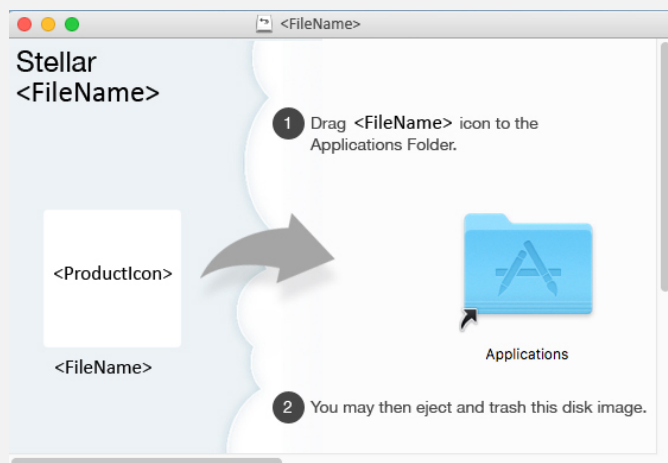 <FileName>
Stellar
<FileName>
1 Drag <FileName> icon to the
Applications Folder.
<ProductIcon>
<FileName>
Applications
2 You may then eject and trash this disk image.